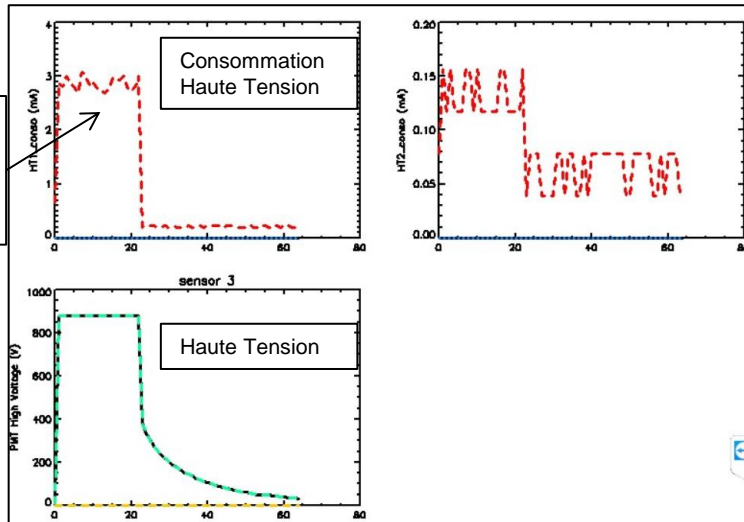 4
3
2
1
0
HT1_conso (mA)
Consommation
Haute Tension
0 20 40 60 80
0.20
0.15
0.10
0.05
0.00
HT2_conso (mA)
0 20 40 60 80
sensor 3
1000
800
600
400
200
0
PMT High Voltage (V)
Haute Tension
0 20 40 60 80